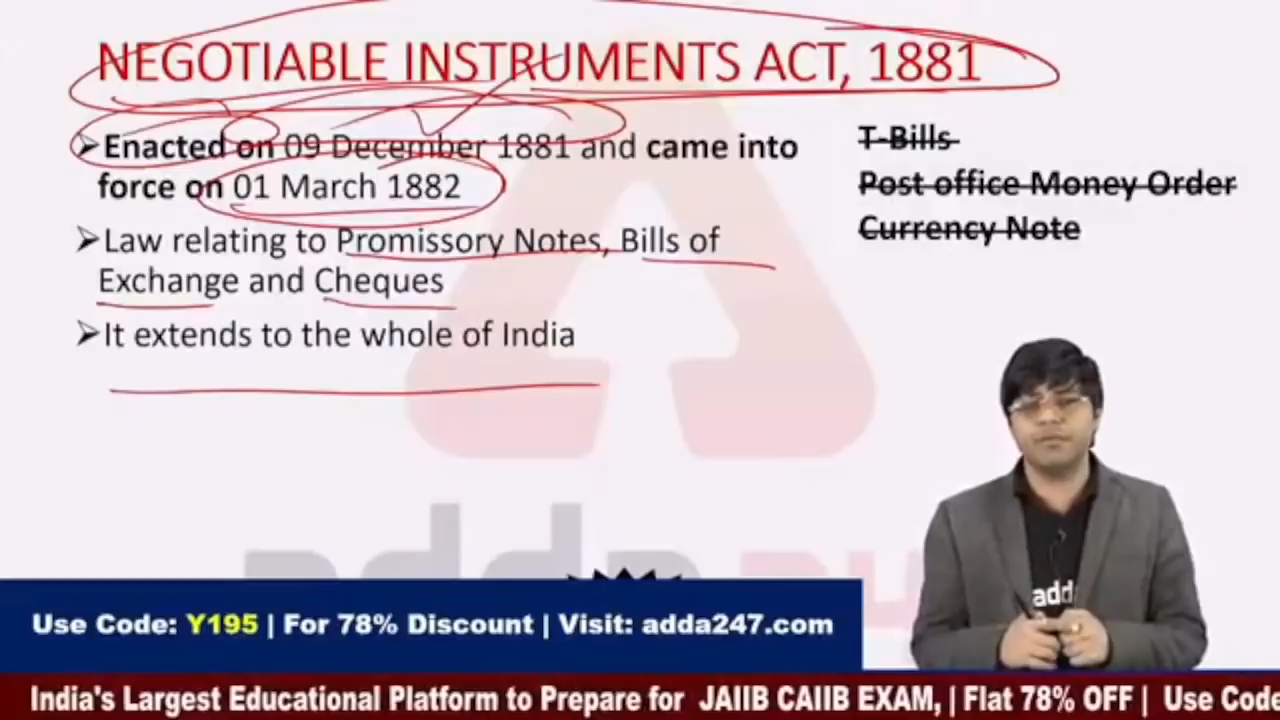 NEGOTIABLE INSTRUMENTS ACT, 1881
➢Enacted on 09 December 1881 and came into
force on 01 March 1882
➢Law relating to Promissory Notes, Bills of
Exchange and Cheques
➢It extends to the whole of India
T-Bills
Post office Money Order
Currency Note
adda
add
Use Code: Y195 | For 78% Discount | Visit: adda247.com
India's Largest Educational Platform to Prepare for JAIIB CAIIB EXAM, | Flat 78% OFF | Use Code